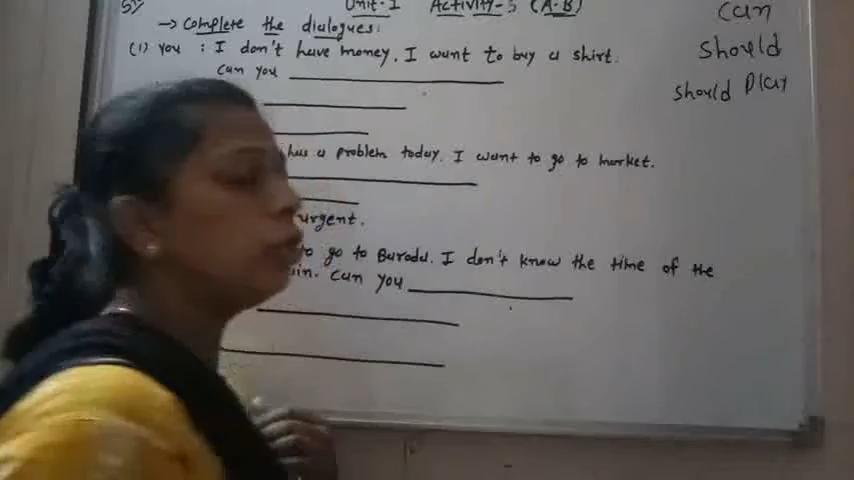 Unit-I Activity-5 (A-B)
→ Complete the dialogues:
(1) You : I don't have money. I want to buy a shirt.
can you
has a problem today. I want to go to market.
urgent.
to go to Baroda. I don't know the time of the
can you
can
should
should Play